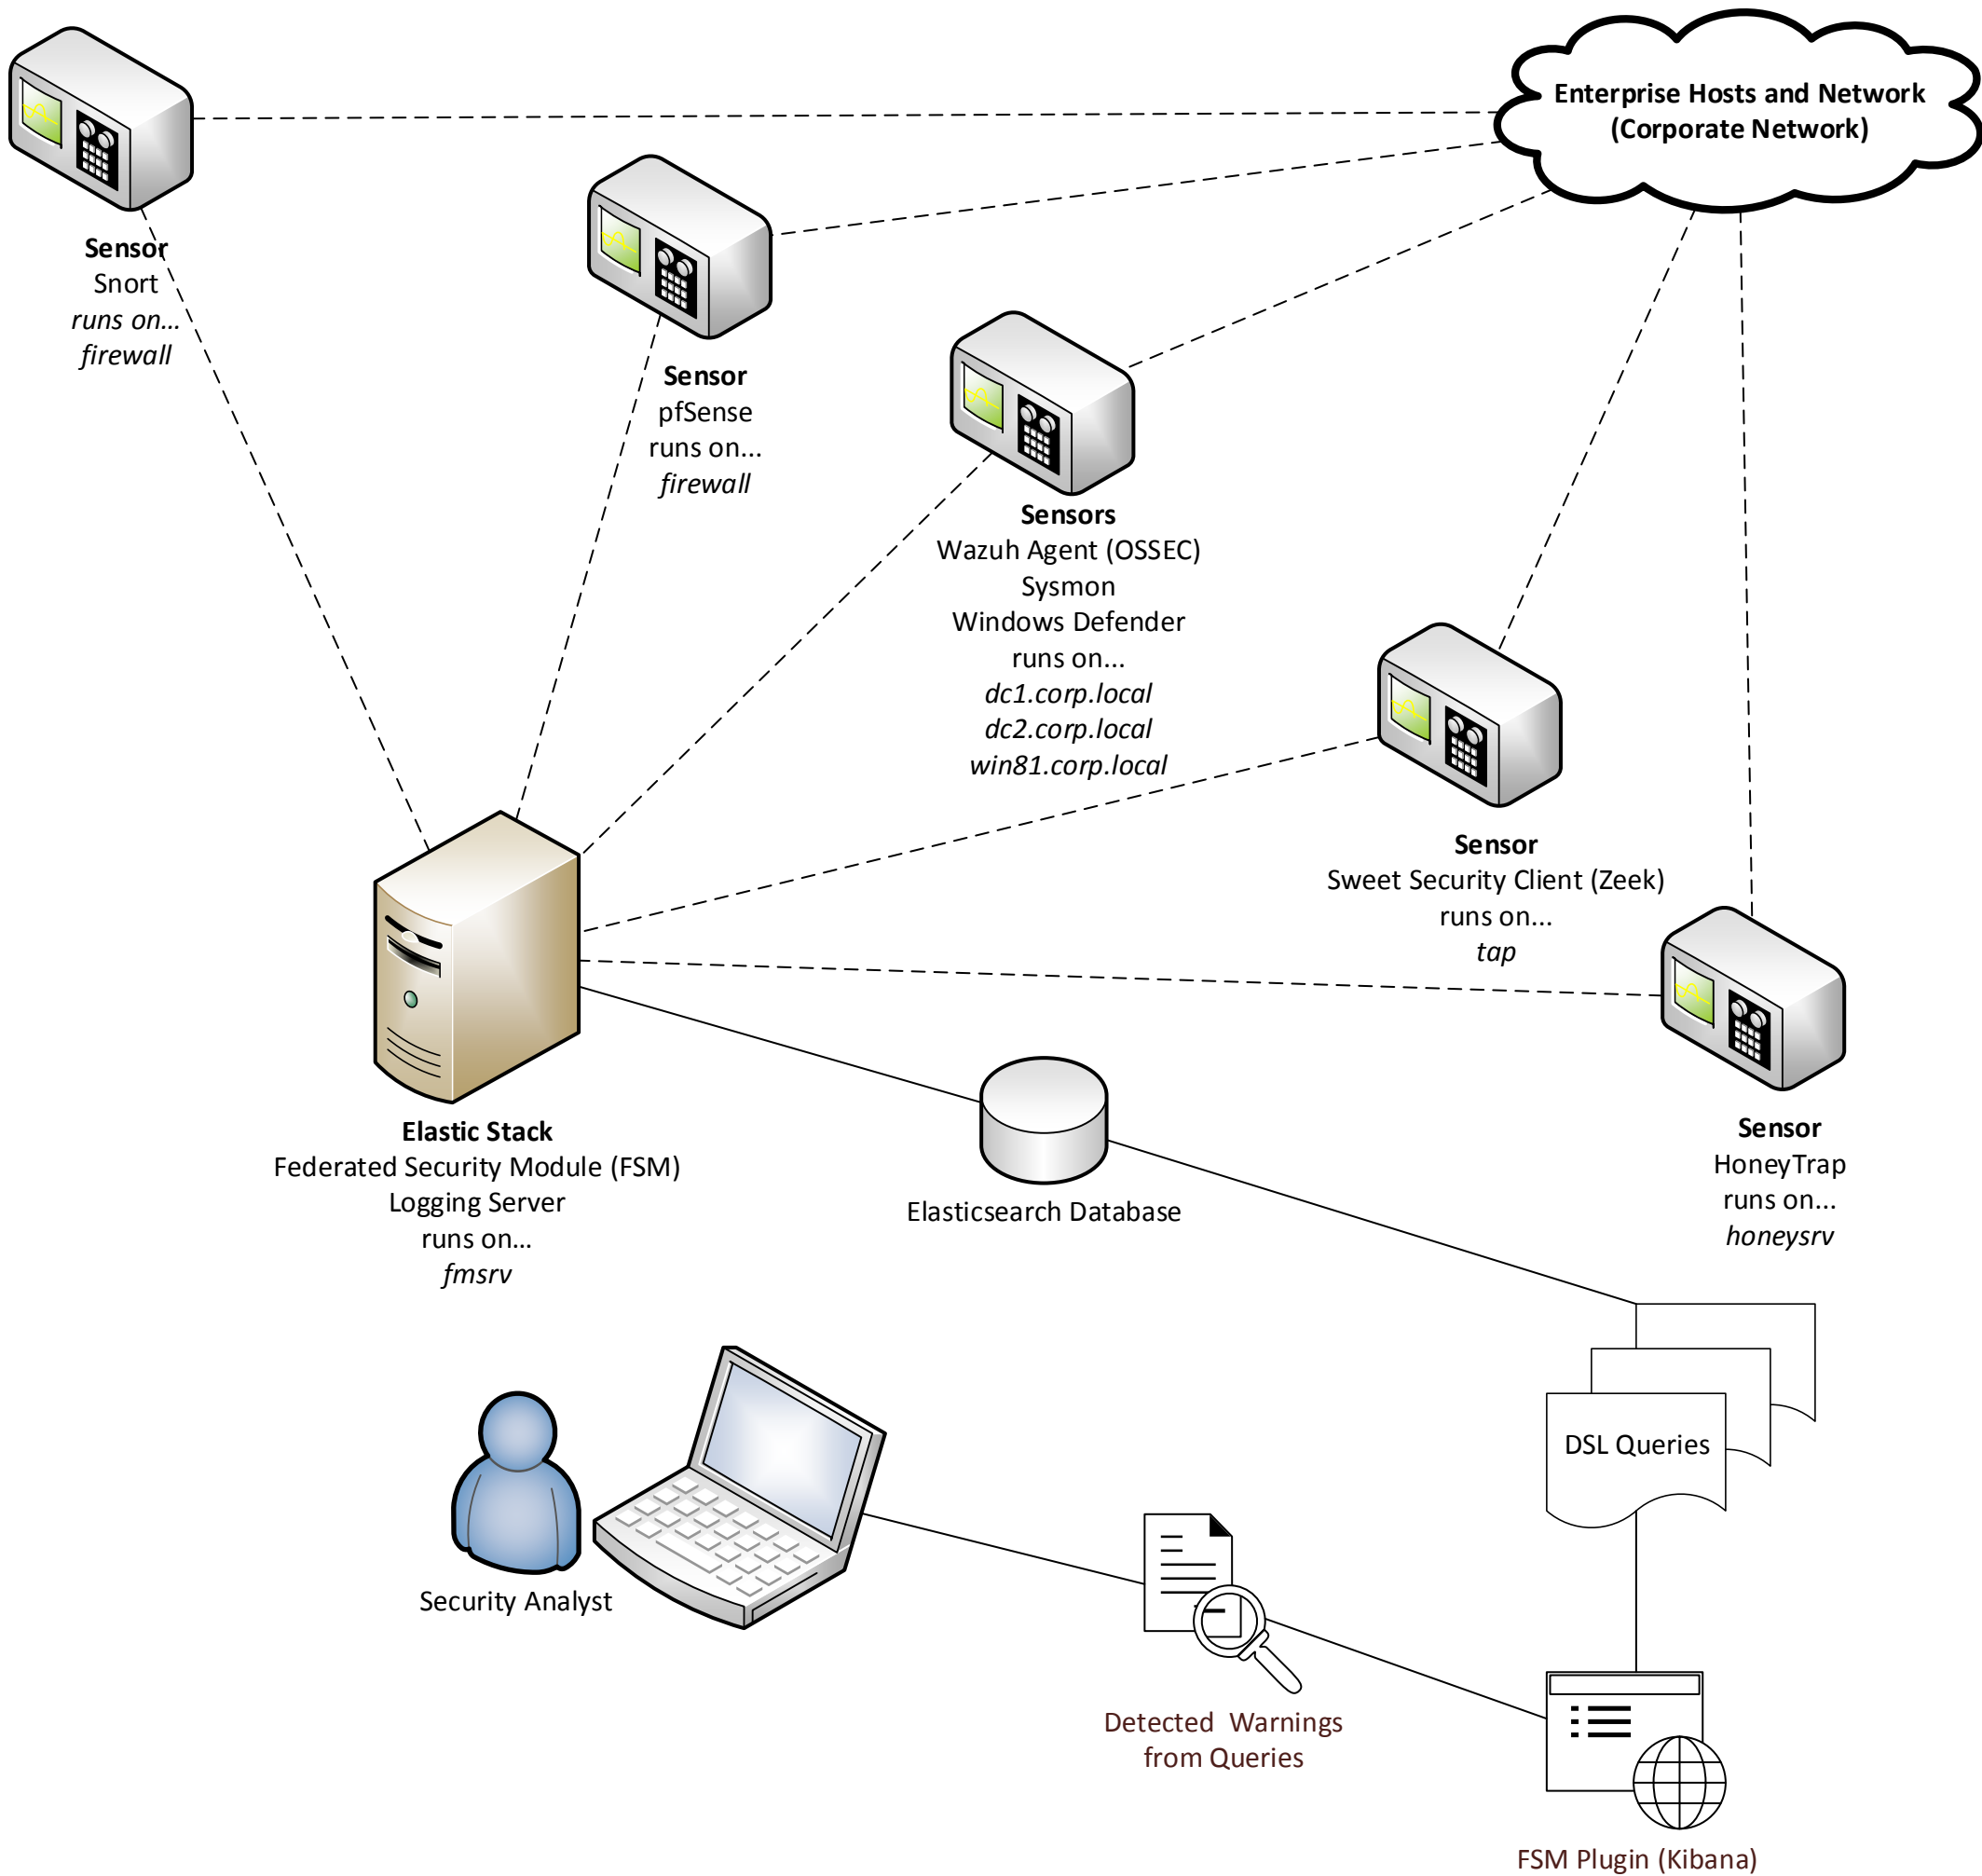 Enterprise Hosts and Network
(Corporate Network)
Sensor
Snort
runs on...
firewall
Sensor
pfSense
runs on...
firewall
Sensors
Wazuh Agent (OSSEC)
Sysmon
Windows Defender
runs on...
dc1.corp.local
dc2.corp.local
win81.corp.local
Sensor
Sweet Security Client (Zeek)
runs on...
tap
Sensor
HoneyTrap
runs on...
honeysrv
Elastic Stack
Federated Security Module (FSM)
Logging Server
runs on...
fmsrv
Elasticsearch Database
DSL Queries
Security Analyst
Detected Warnings
from Queries
FSM Plugin (Kibana)